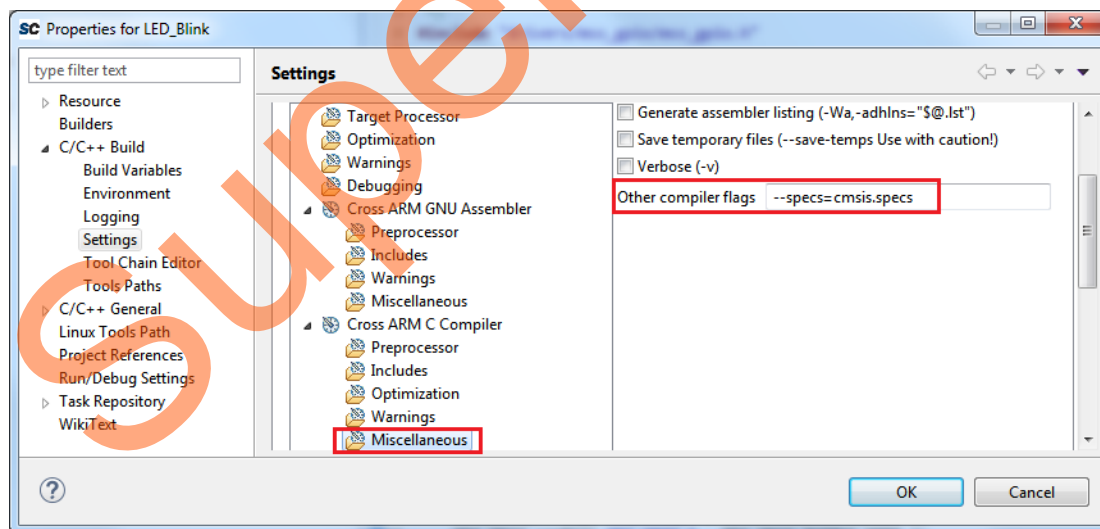 SC Properties for LED_Blink
type filter text
Settings
Resource
Builders
C/C++ Build
Build Variables
Environment
Logging
Settings
Tool Chain Editor
Tools Paths
C/C++ General
Linux Tools Path
Project References
Run/Debug Settings
Task Repository
WikiText
Target Processor
Optimization
Warnings
Debugging
Cross ARM GNU Assembler
Preprocessor
Includes
Warnings
Miscellaneous
Cross ARM C Compiler
Preprocessor
Includes
Optimization
Warnings
Miscellaneous
Generate assembler listing (-Wa,-adhlns="$@.lst")
Save temporary files (--save-temps Use with caution!)
Verbose (-v)
Other compiler flags --specs=cmsis.specs
OK Cancel
Supe